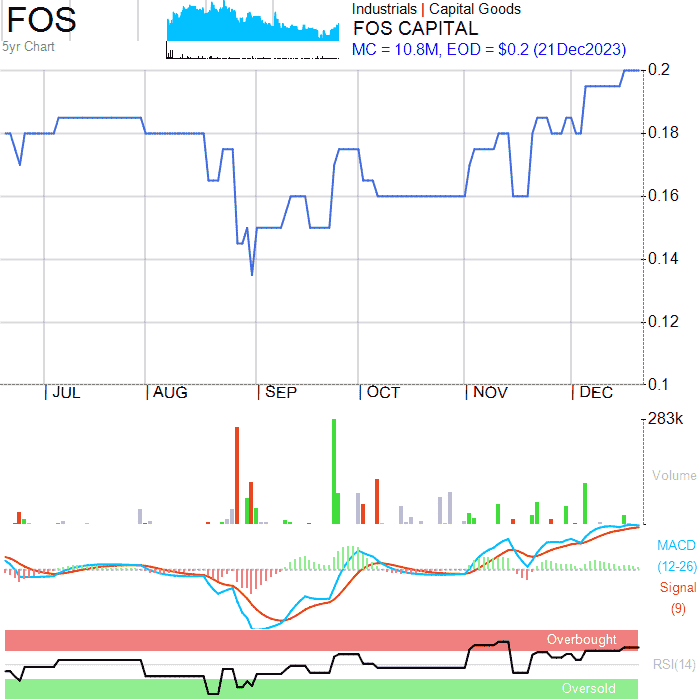 FOS
5yr Chart
Industrials | Capital Goods
FOS CAPITAL
MC = 10.8M, EOD = $0.2 (21Dec2023)
0.2
0.18
0.16
0.14
0.12
0.1
| JUL | AUG | SEP | OCT | NOV | DEC
283k
Volume
MACD
(12-26)
Signal
(9)
Overbought
RSI(14)
Oversold